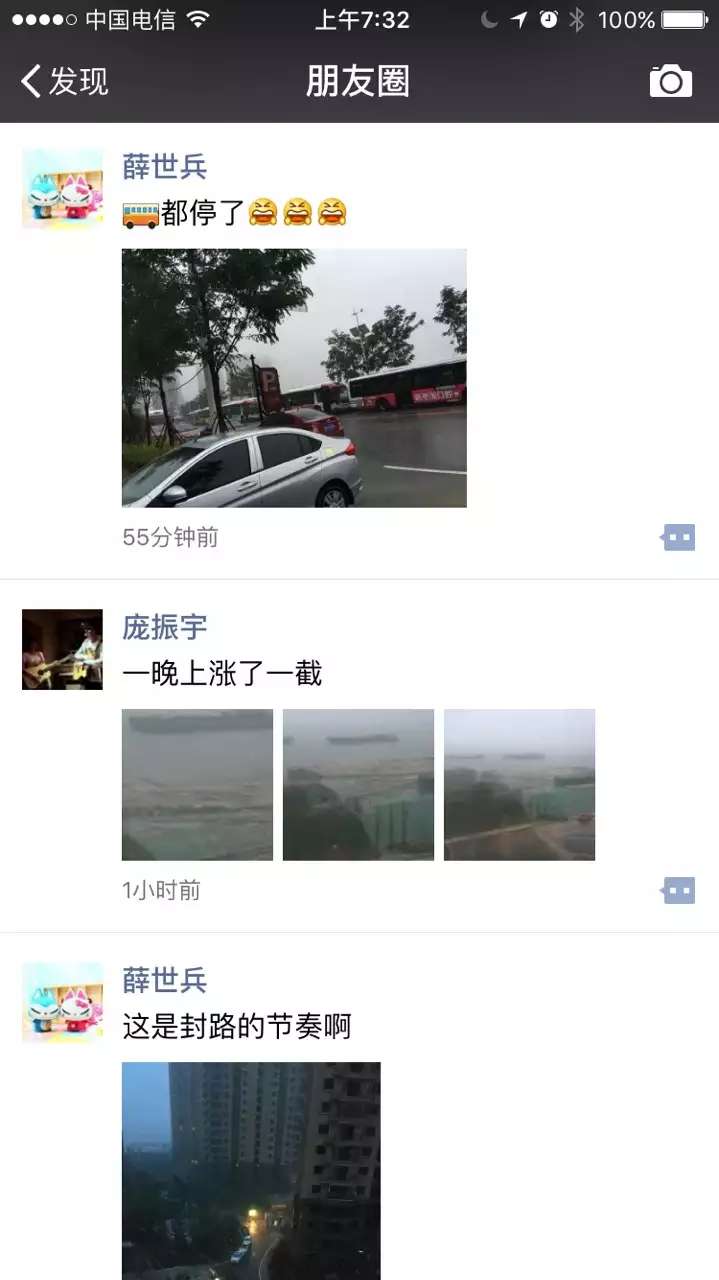 中国电信 上午7:32 100%
发现 朋友圈
薛世兵
🚌都停了😫😫😫
P
55分钟前
庞振宇
一晚上涨了一截
1小时前
薛世兵
这是封路的节奏啊